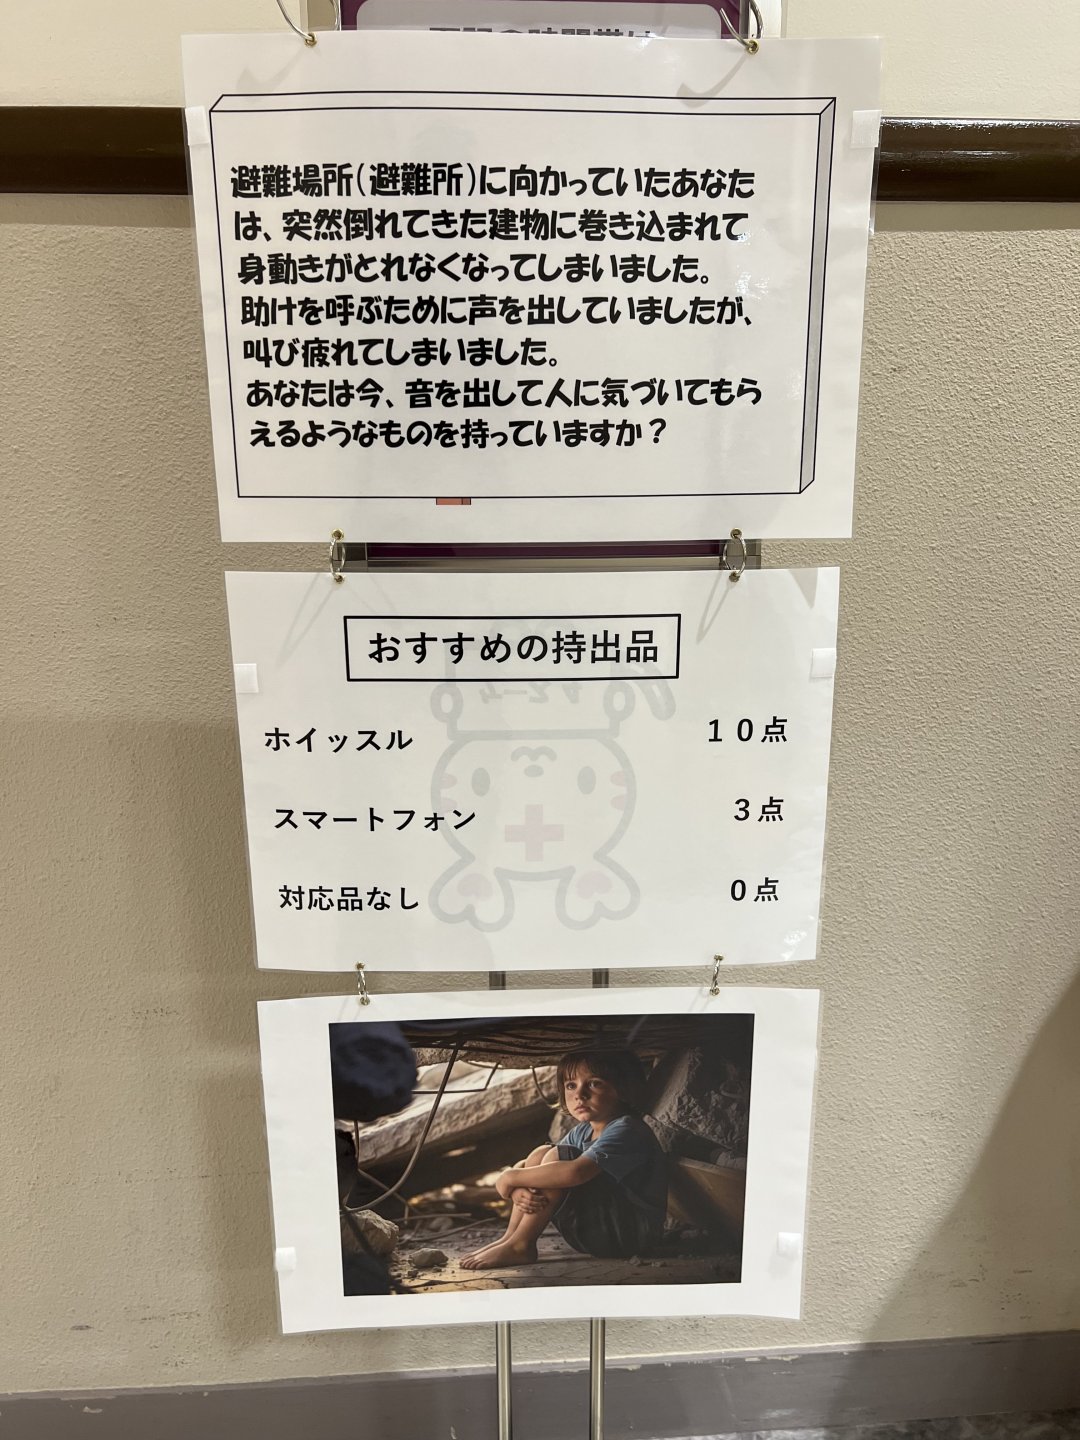 避難場所（避難所）に向かっていたあなた
は、突然倒れてきた建物に巻き込まれて
身動きがとれなくなってしまいました。
助けを呼ぶために声を出していましたが、
叫び疲れてしまいました。
あなたは今、音を出して人に気づいてもら
えるようなものを持っていますか？
おすすめの持出品
ホイッスル　１０点
スマートフォン　３点
対応品なし　０点